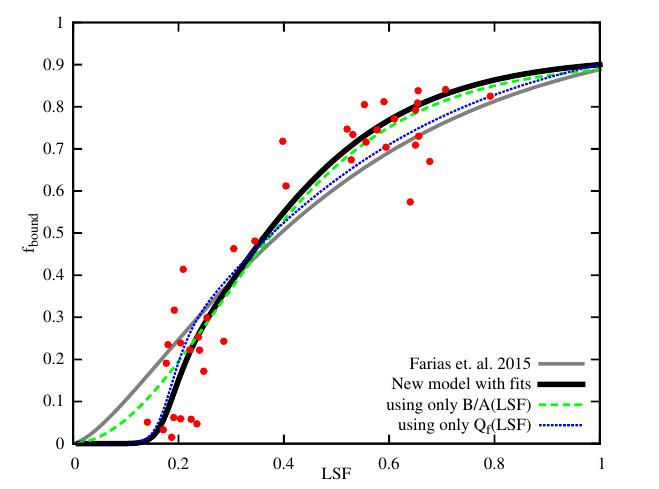 1
0.9
0.8
0.7
0.6
0.5
0.4
0.3
0.2
0.1
0
f_bound
0 0.2 0.4 0.6 0.8 1
LSF
Farias et. al. 2015
New model with fits
using only B/A(LSF)
using only Q_f(LSF)